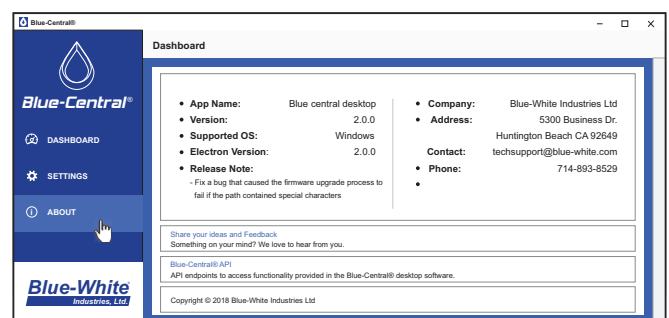 Blue-Central®
Dashboard
Blue-Central®
DASHBOARD
SETTINGS
ABOUT
Blue-White
Industries, Ltd.
• App Name: Blue central desktop
• Version: 2.0.0
• Supported OS: Windows
• Electron Version: 2.0.0
• Release Note:
- Fix a bug that caused the firmware upgrade process to
fail if the path contained special characters
• Company: Blue-White Industries Ltd
• Address: 5300 Business Dr.
Huntington Beach CA 92649
Contact: techsupport@blue-white.com
• Phone: 714-893-8529
•
Share your ideas and Feedback
Something on your mind? We love to hear from you.
Blue-Central® API
API endpoints to access functionality provided in the Blue-Central® desktop software.
Copyright © 2018 Blue-White Industries Ltd